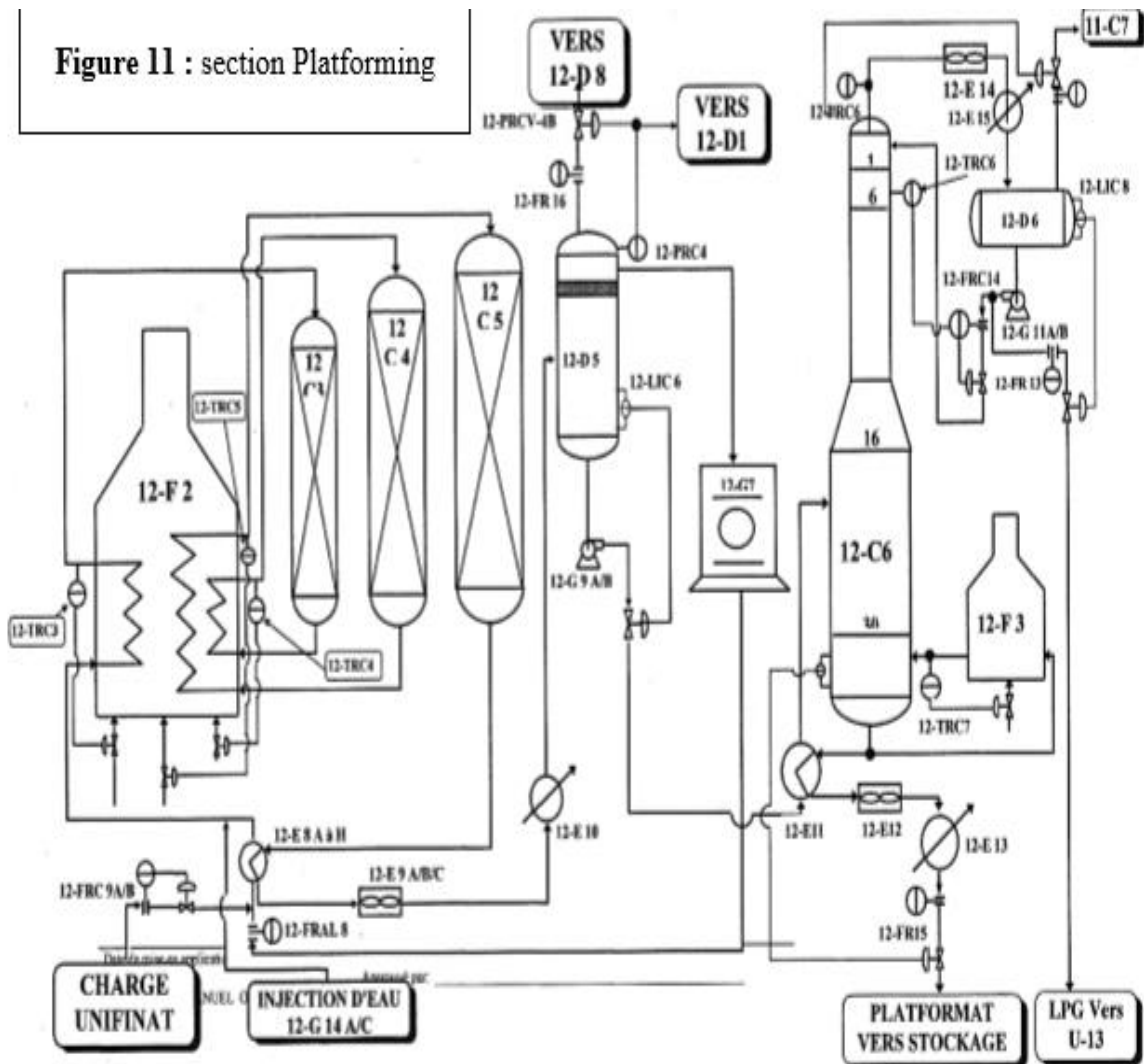 Figure 11 : section Platforming
VERS
12-D 8
11-C7
12-PRCV-4B
VERS
12-D1
12-E 14
12-E 15
12-PRC6
12-FR 16
12-TRC6
1
6
12-LIC 8
12-D 6
12-PRC4
12-FRC14
12
C 5
12
C 4
12
12-D 5
12-G 11A/B
12-FR 13
12-LIC 6
12-TRC5
12-F 2
16
12-G7
12-C6
12-G 9 A/B
12-F 3
12-TRC3
12-TRC4
12-TRC7
12-E 10
12-E11
12-E12
12-E 13
12-E 8 A à H
12-E 9 A/B/C
12-FRC 9A/B
12-FRAL 8
12-FR15
CHARGE
UNIFINAT
NUEL
INJECTION D'EAU
12-G 14 A/C
PLATFORMAT
VERS STOCKAGE
LPG Vers
U-13